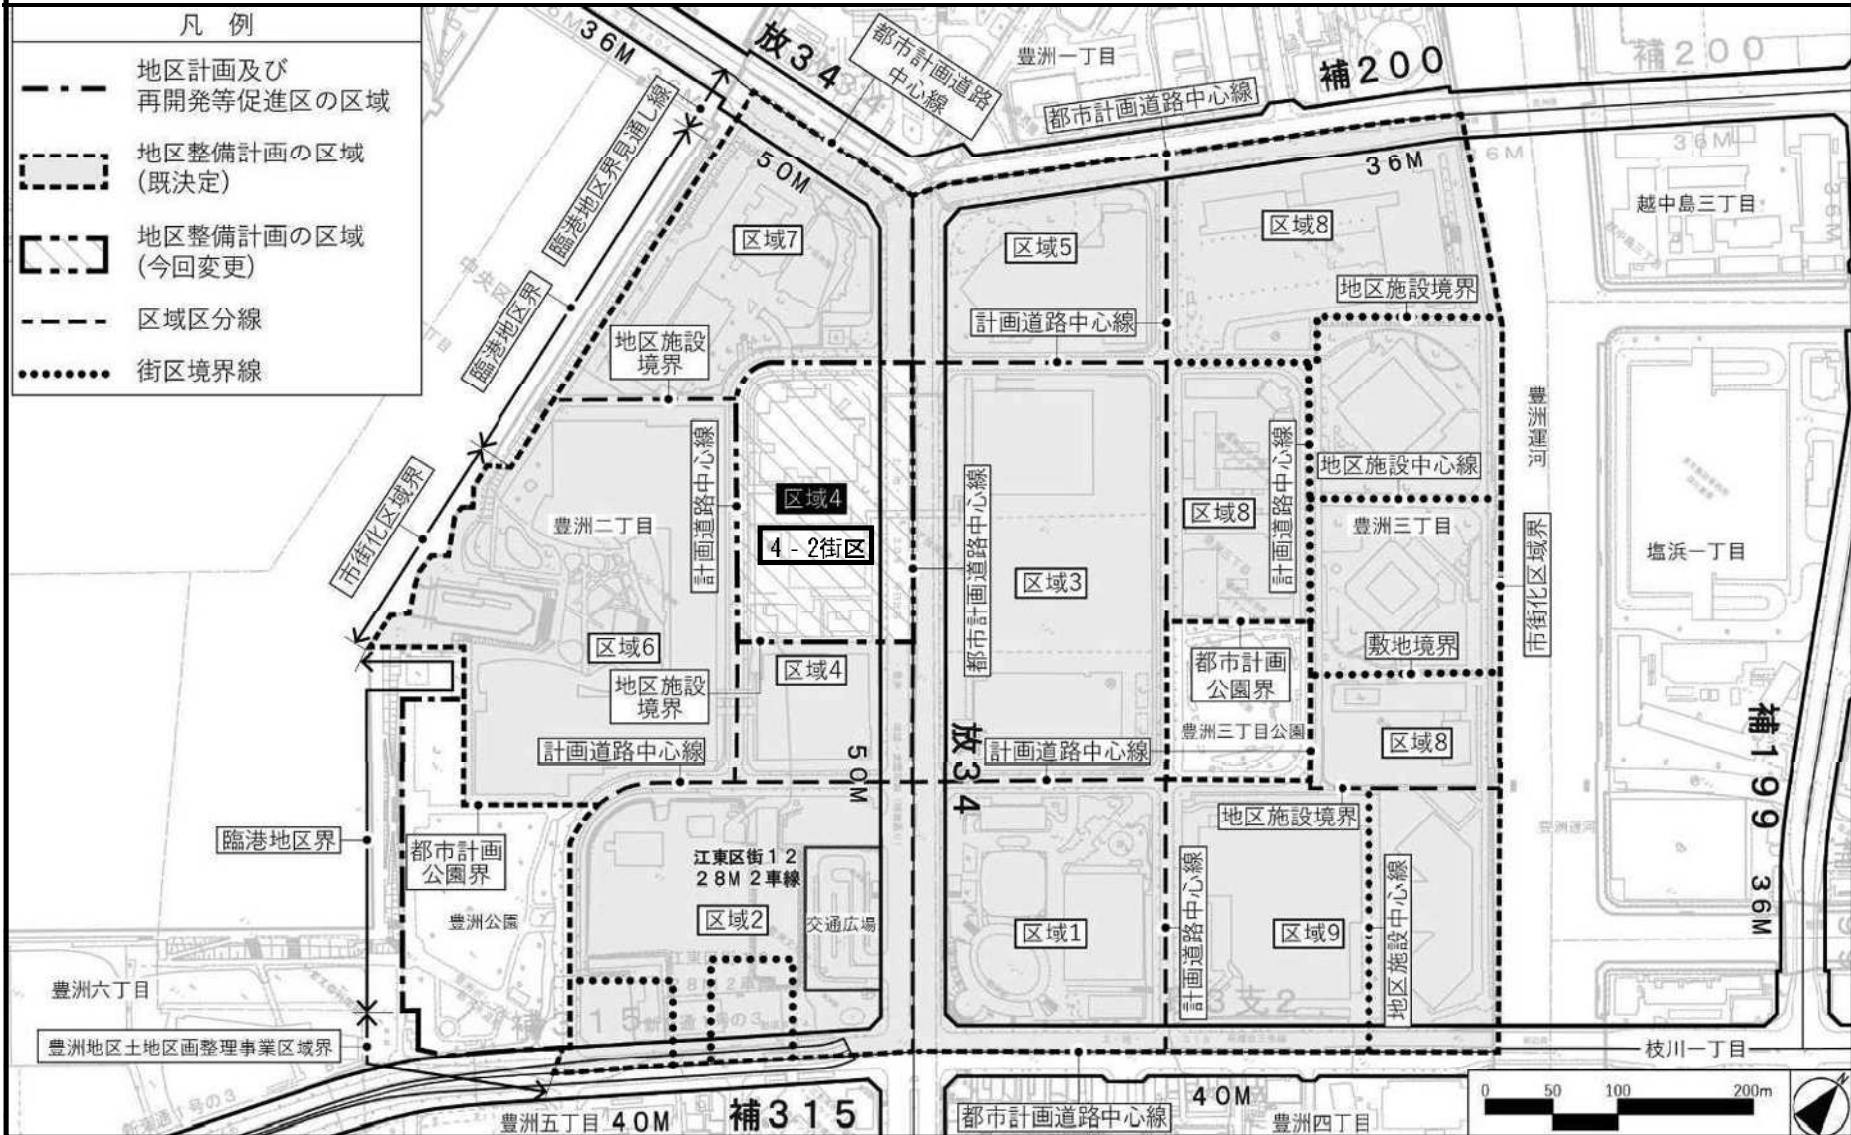 凡 例
地区計画及び
再開発等促進区の区域
地区整備計画の区域
(既決定)
地区整備計画の区域
(今回変更)
区域区分線
街区境界線
36M
放34
都市計画道路
中心線
豊洲一丁目
都市計画道路中心線
補200
補200
臨港地区界見通し線
50M
36M
36M
越中島三丁目
36M
中央区
臨港地区界
区域7
区域5
区域8
地区施設境界
計画道路中心線
地区施設
境界
豊洲運河
計画道路中心線
区域4
4-2街区
都市計画道路中心線
計画道路中心線
地区施設中心線
市街化区域界
豊洲二丁目
区域8
豊洲三丁目
市街化区域界
塩浜一丁目
区域3
区域6
区域4
都市計画
公園界
敷地境界
地区施設
境界
豊洲三丁目公園
区域8
補199 36M
計画道路中心線
50M
放34
計画道路中心線
地区施設境界
臨港地区界
都市計画
公園界
江東区街12
28M 2車線
計画道路中心線
地区施設中心線
豊洲公園
区域2
交通広場
区域1
区域9
豊洲六丁目
補315
豊洲地区土地区画整理事業区域界
枝川一丁目
豊洲五丁目
40M
補315
都市計画道路中心線
40M
豊洲四丁目
0 50 100 200m
N